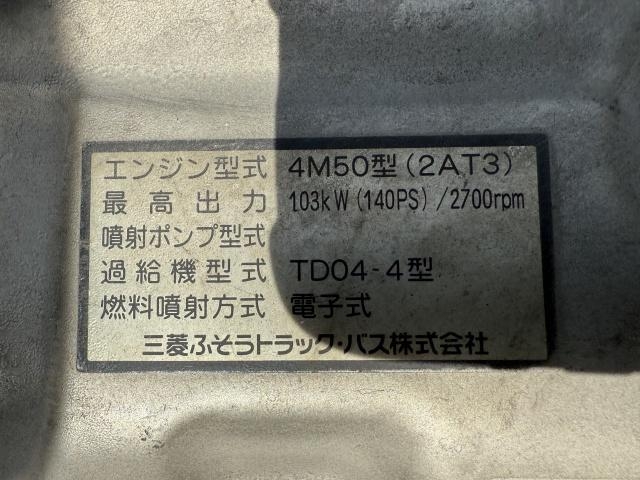 エンジン型式 4M50型(2AT3)
最高出力 103kW(140PS)/2700rpm
噴射ポンプ型式
過給機型式 TD04-4型
燃料噴射方式 電子式
三菱ふそうトラック・バス株式会社